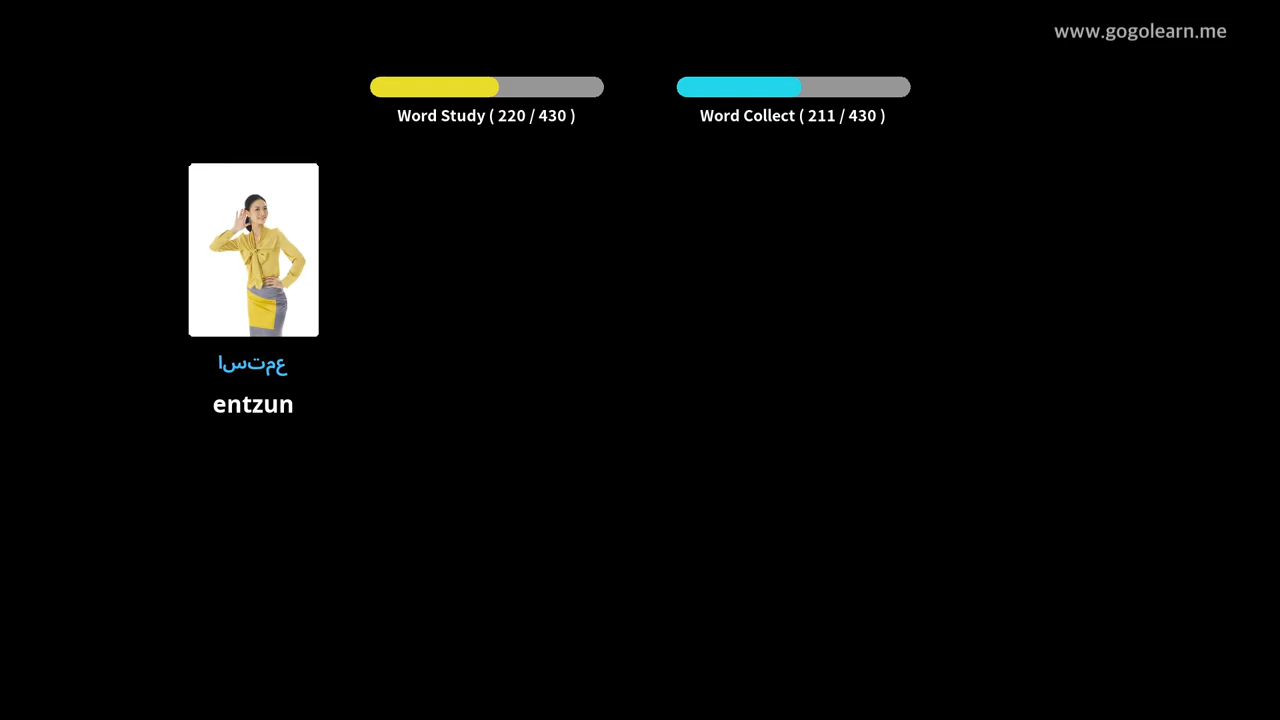 www.gogolearn.me
Word Study ( 220 / 430 )
Word Collect ( 211 / 430 )
استمع
entzun